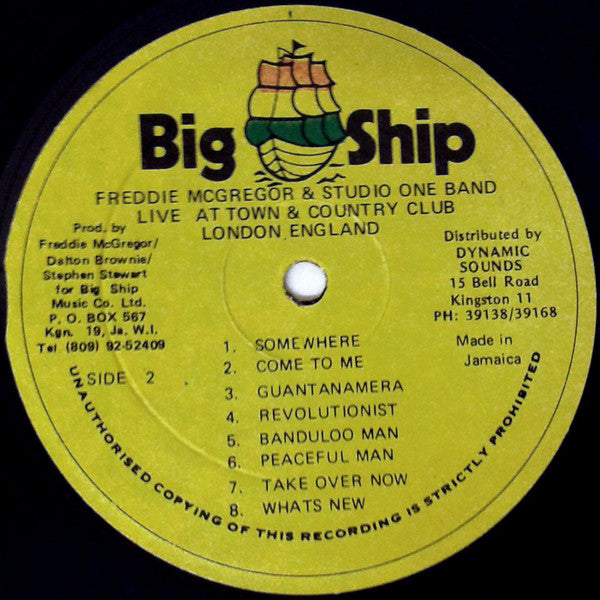 Big Ship
FREDDIE MCGREGOR & STUDIO ONE BAND
LIVE AT TOWN & COUNTRY CLUB
LONDON, ENGLAND
Prod. by
Freddie McGregor/
Dalton Brownie/
Stephen Stewart
for Big Ship
Music Co. Ltd.
P. O. BOX 567
Kgn. 19, Ja. W.I.
Tel (809) 92-52409
Distributed by
DYNAMIC
SOUNDS
15 Bell Road
Kingston 11
PH: 39138/39168
Made in
Jamaica
SIDE 2
1. SOMEWHERE
2. COME TO ME
3. GUANTANAMERA
4. REVOLUTIONIST
5. BANDULOO MAN
6. PEACEFUL MAN
7. TAKE OVER NOW
8. WHATS NEW
UNAUTHORISED COPYING OF THIS RECORDING IS STRICTLY PROHIBITED